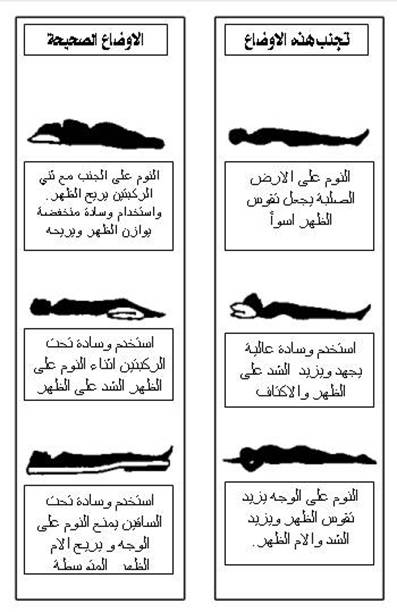 تجنب هذه الاوضاع
النوم على الارض
الصلبة يجعل تقوس
الظهر اسوأ
استخدم وسادة عالية
يجهد ويزيد الشد على
الظهر والاكتاف
النوم على الوجه يزيد
تقوس الظهر ويزيد
الشد والام الظهر.
الاوضاع الصحيحة
النوم على الجنب مع ثني
الركبتين يريح الظهر.
واستخدام وسادة منخفضة
يوازن الظهر ويريحه
استخدم وسادة تحت
الركبتين اثناء النوم على
الظهر الشد على الظهر
استخدم وسادة تحت
الساقين يمنع النوم على
الوجه و يريح الام
الظهر المتوسطة